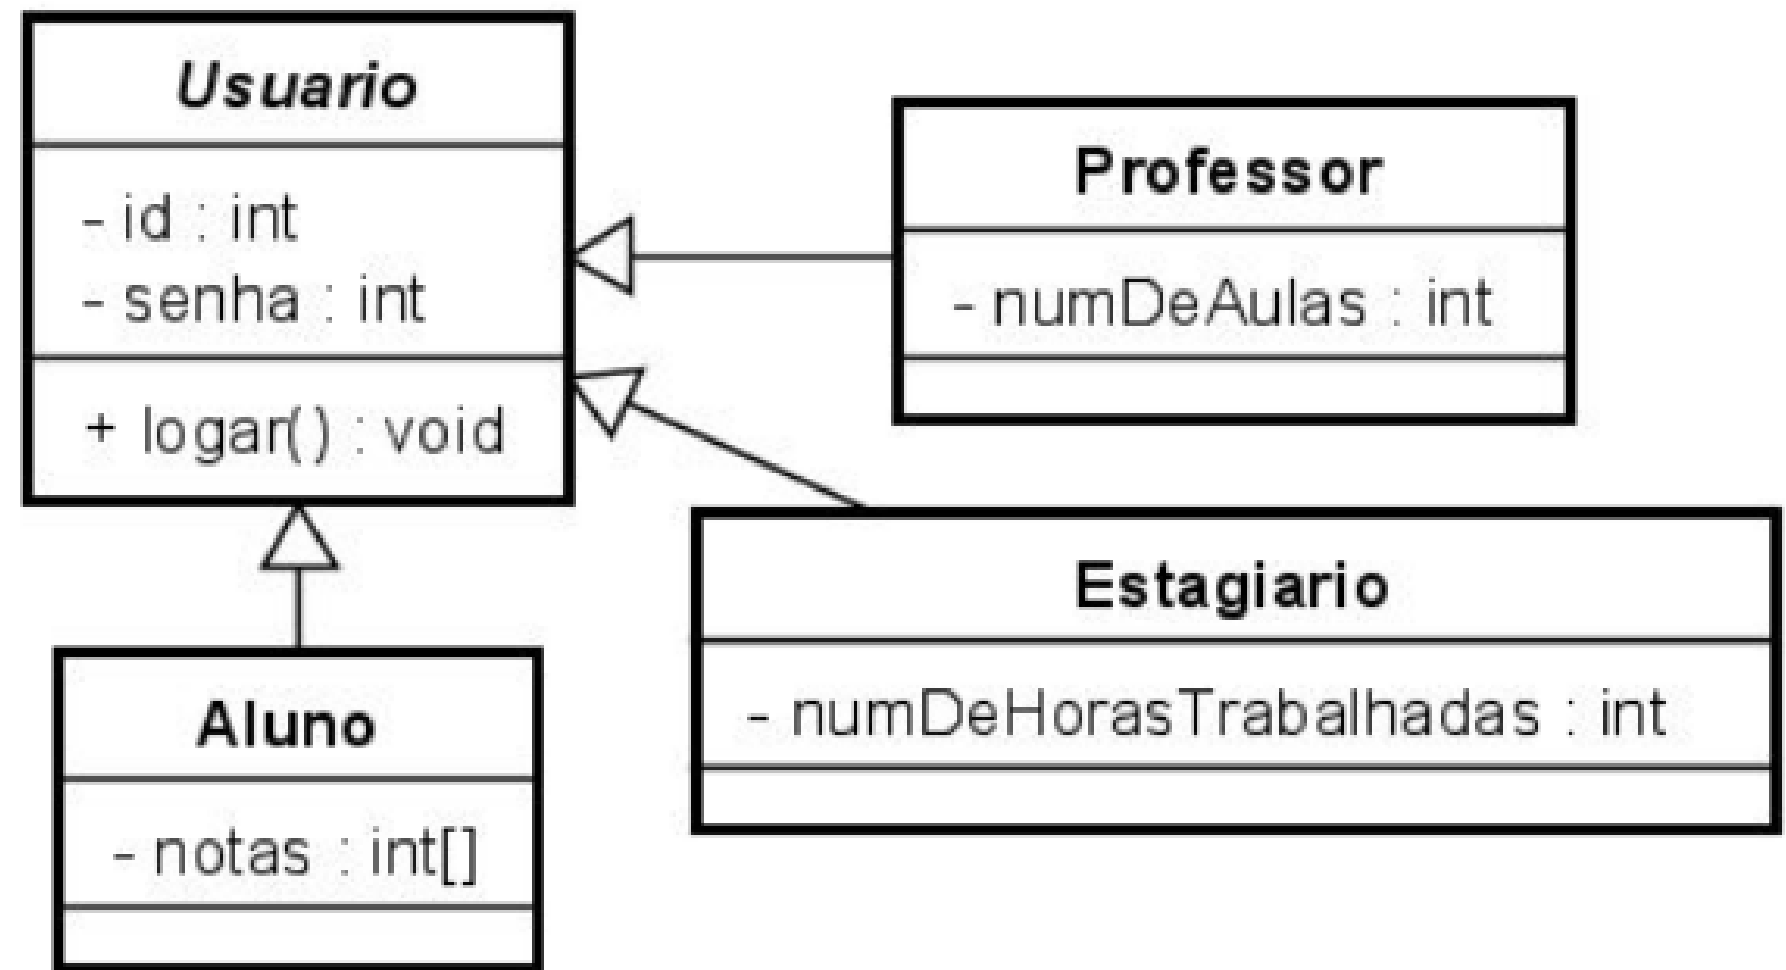 Usuario
- id : int
- senha : int
+ logar() : void
Professor
- numDeAulas : int
Estagiario
- numDeHorasTrabalhadas : int
Aluno
- notas : int[]